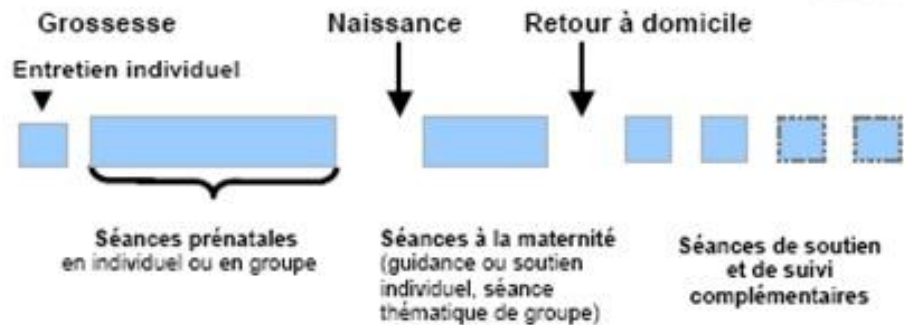 Grossesse Naissance Retour à domicile
Entretien individuel
Séances prénatales
en individuel ou en groupe
Séances à la maternité
(guidance ou soutien
individuel, séance
thématique de groupe)
Séances de soutien
et de suivi
complémentaires